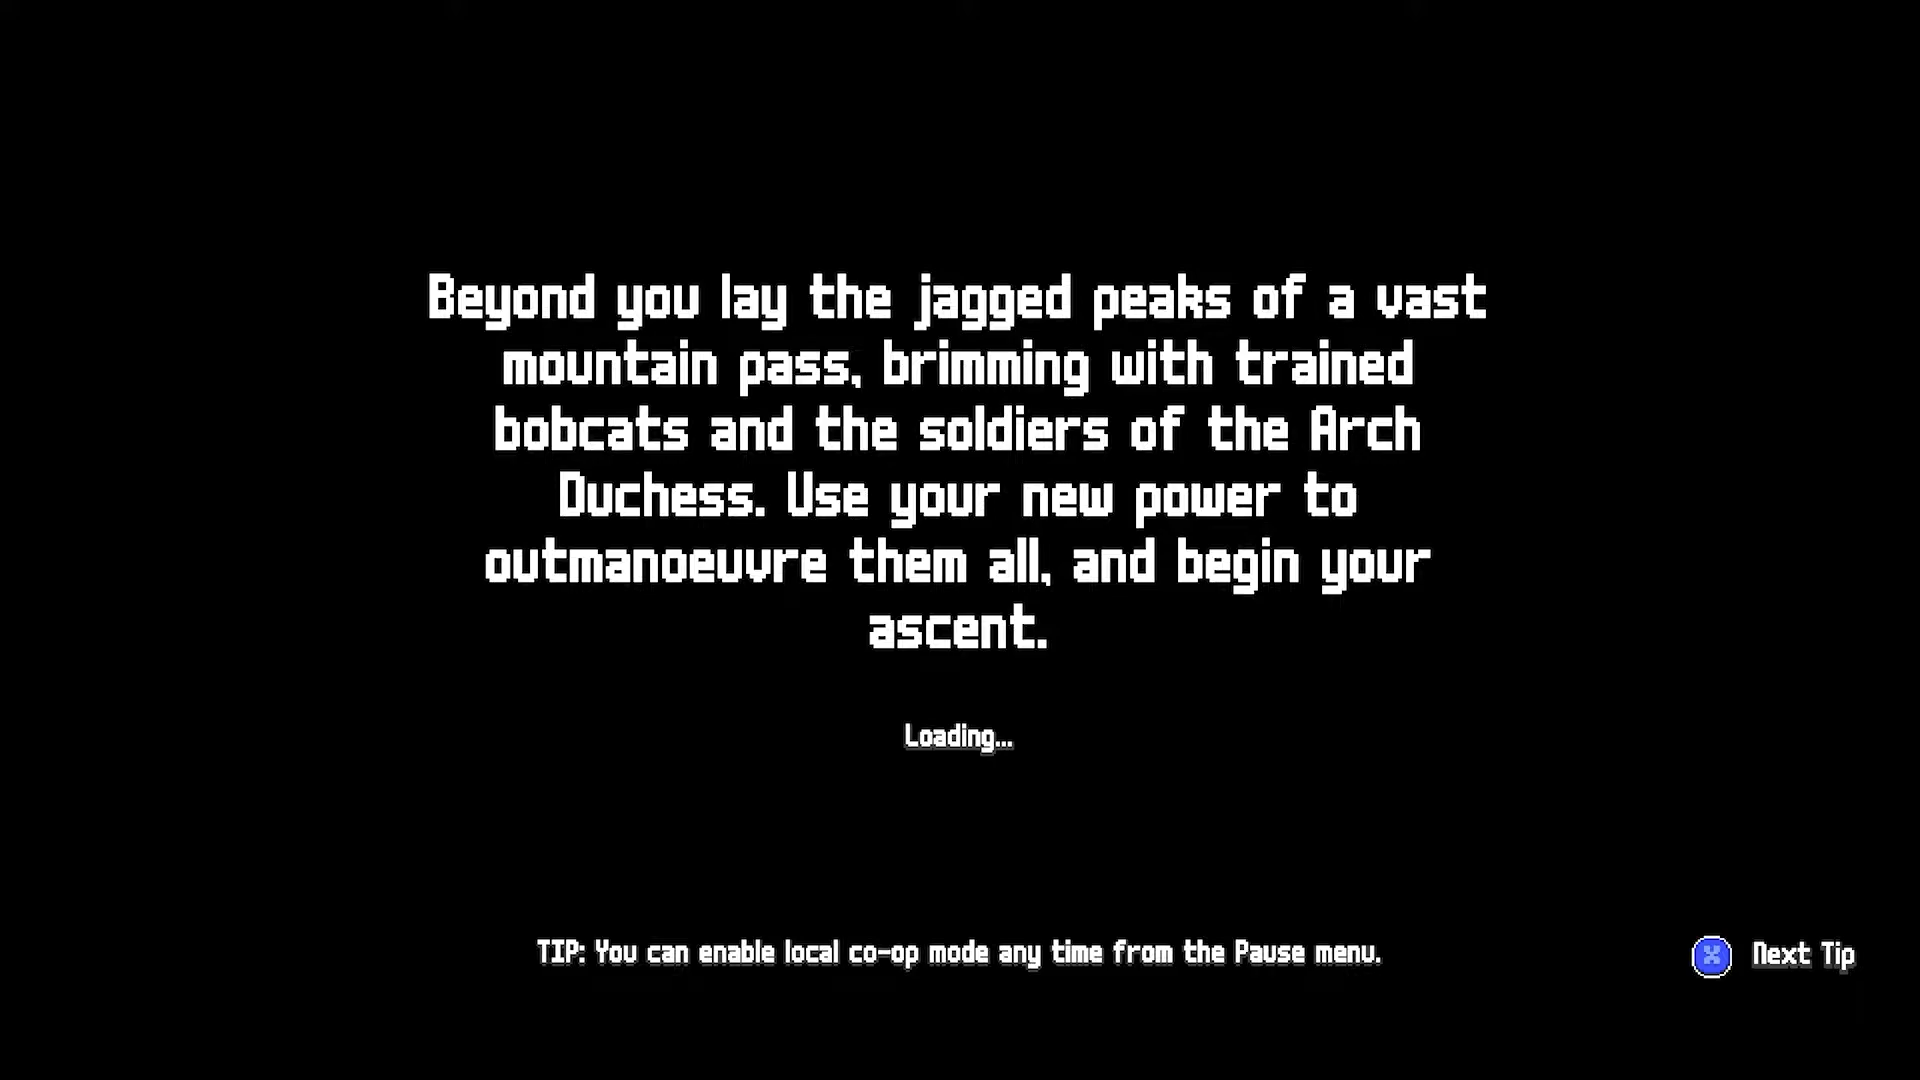 Beyond you lay the jagged peaks of a vast
mountain pass, brimming with trained
bobcats and the soldiers of the Arch
Duchess. Use your new power to
outmanoeuvre them all, and begin your
ascent.
Loading...
TIP: You can enable local co-op mode any time from the Pause menu.
X Next Tip